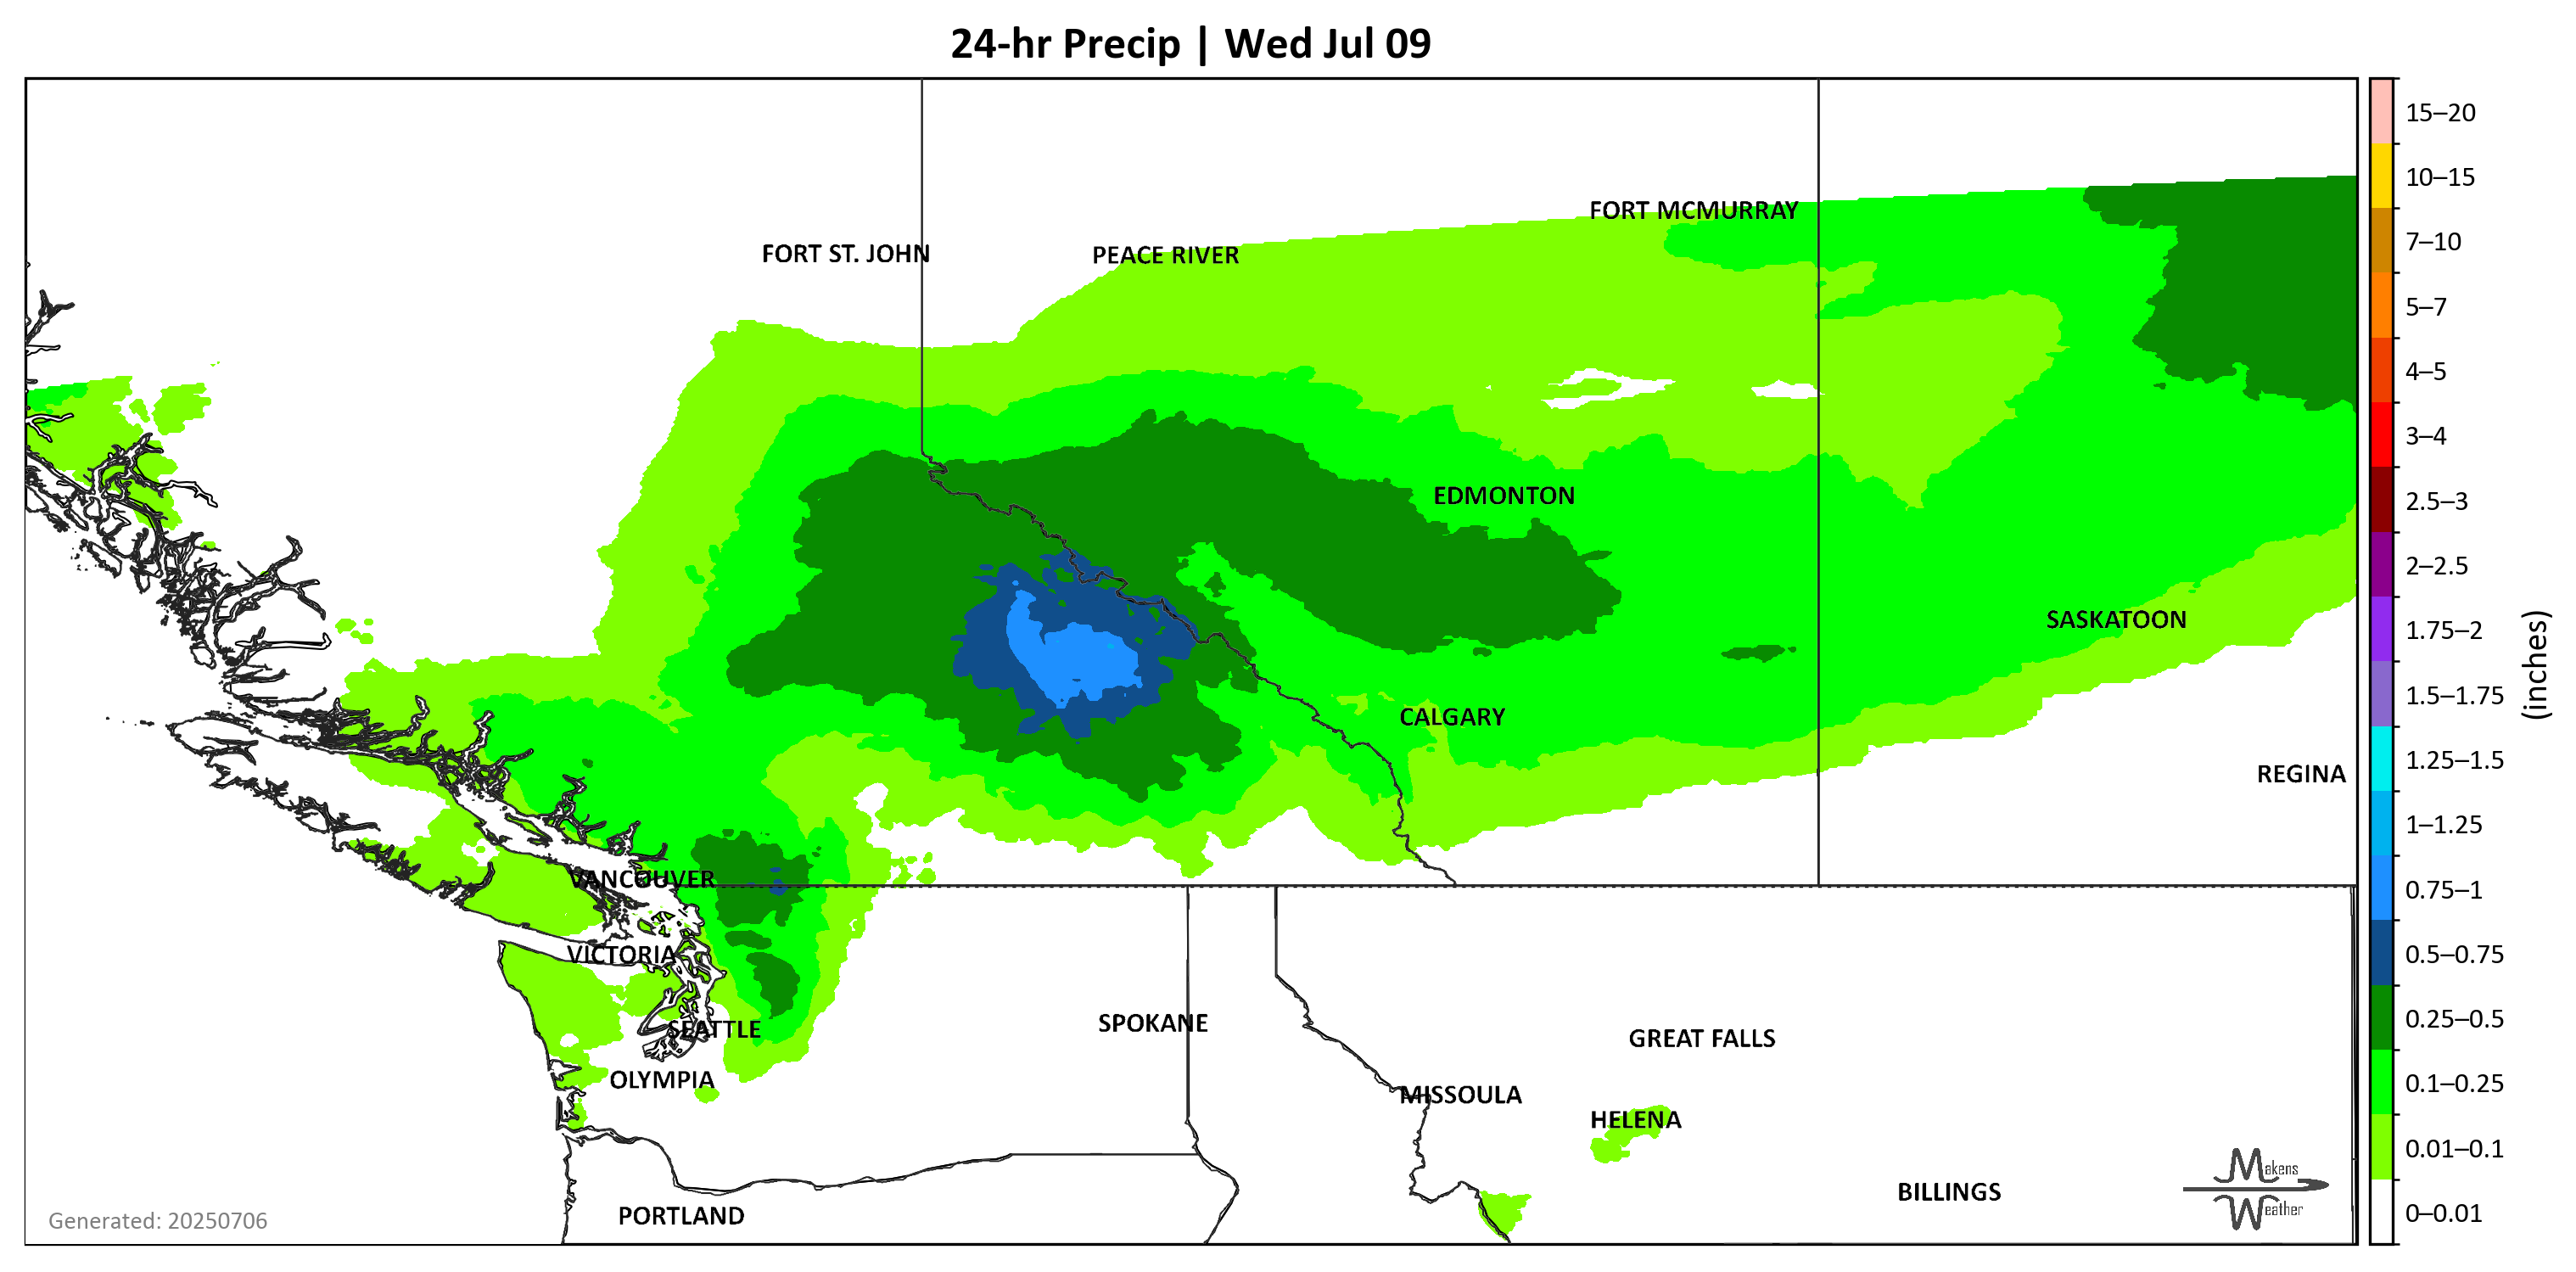 24-hr Precip | Wed Jul 09
15–20
10–15
7–10
5–7
4–5
3–4
2.5–3
2–2.5
1.75–2
1.5–1.75
1.25–1.5
1–1.25
0.75–1
0.5–0.75
0.25–0.5
0.1–0.25
0.01–0.1
0–0.01
(inches)
FORT MCMURRAY
FORT ST. JOHN
PEACE RIVER
EDMONTON
SASKATOON
CALGARY
REGINA
VANCOUVER
VICTORIA
SEATTLE
SPOKANE
GREAT FALLS
OLYMPIA
MISSOULA
HELENA
BILLINGS
PORTLAND
Makens
Weather
Generated: 20250706